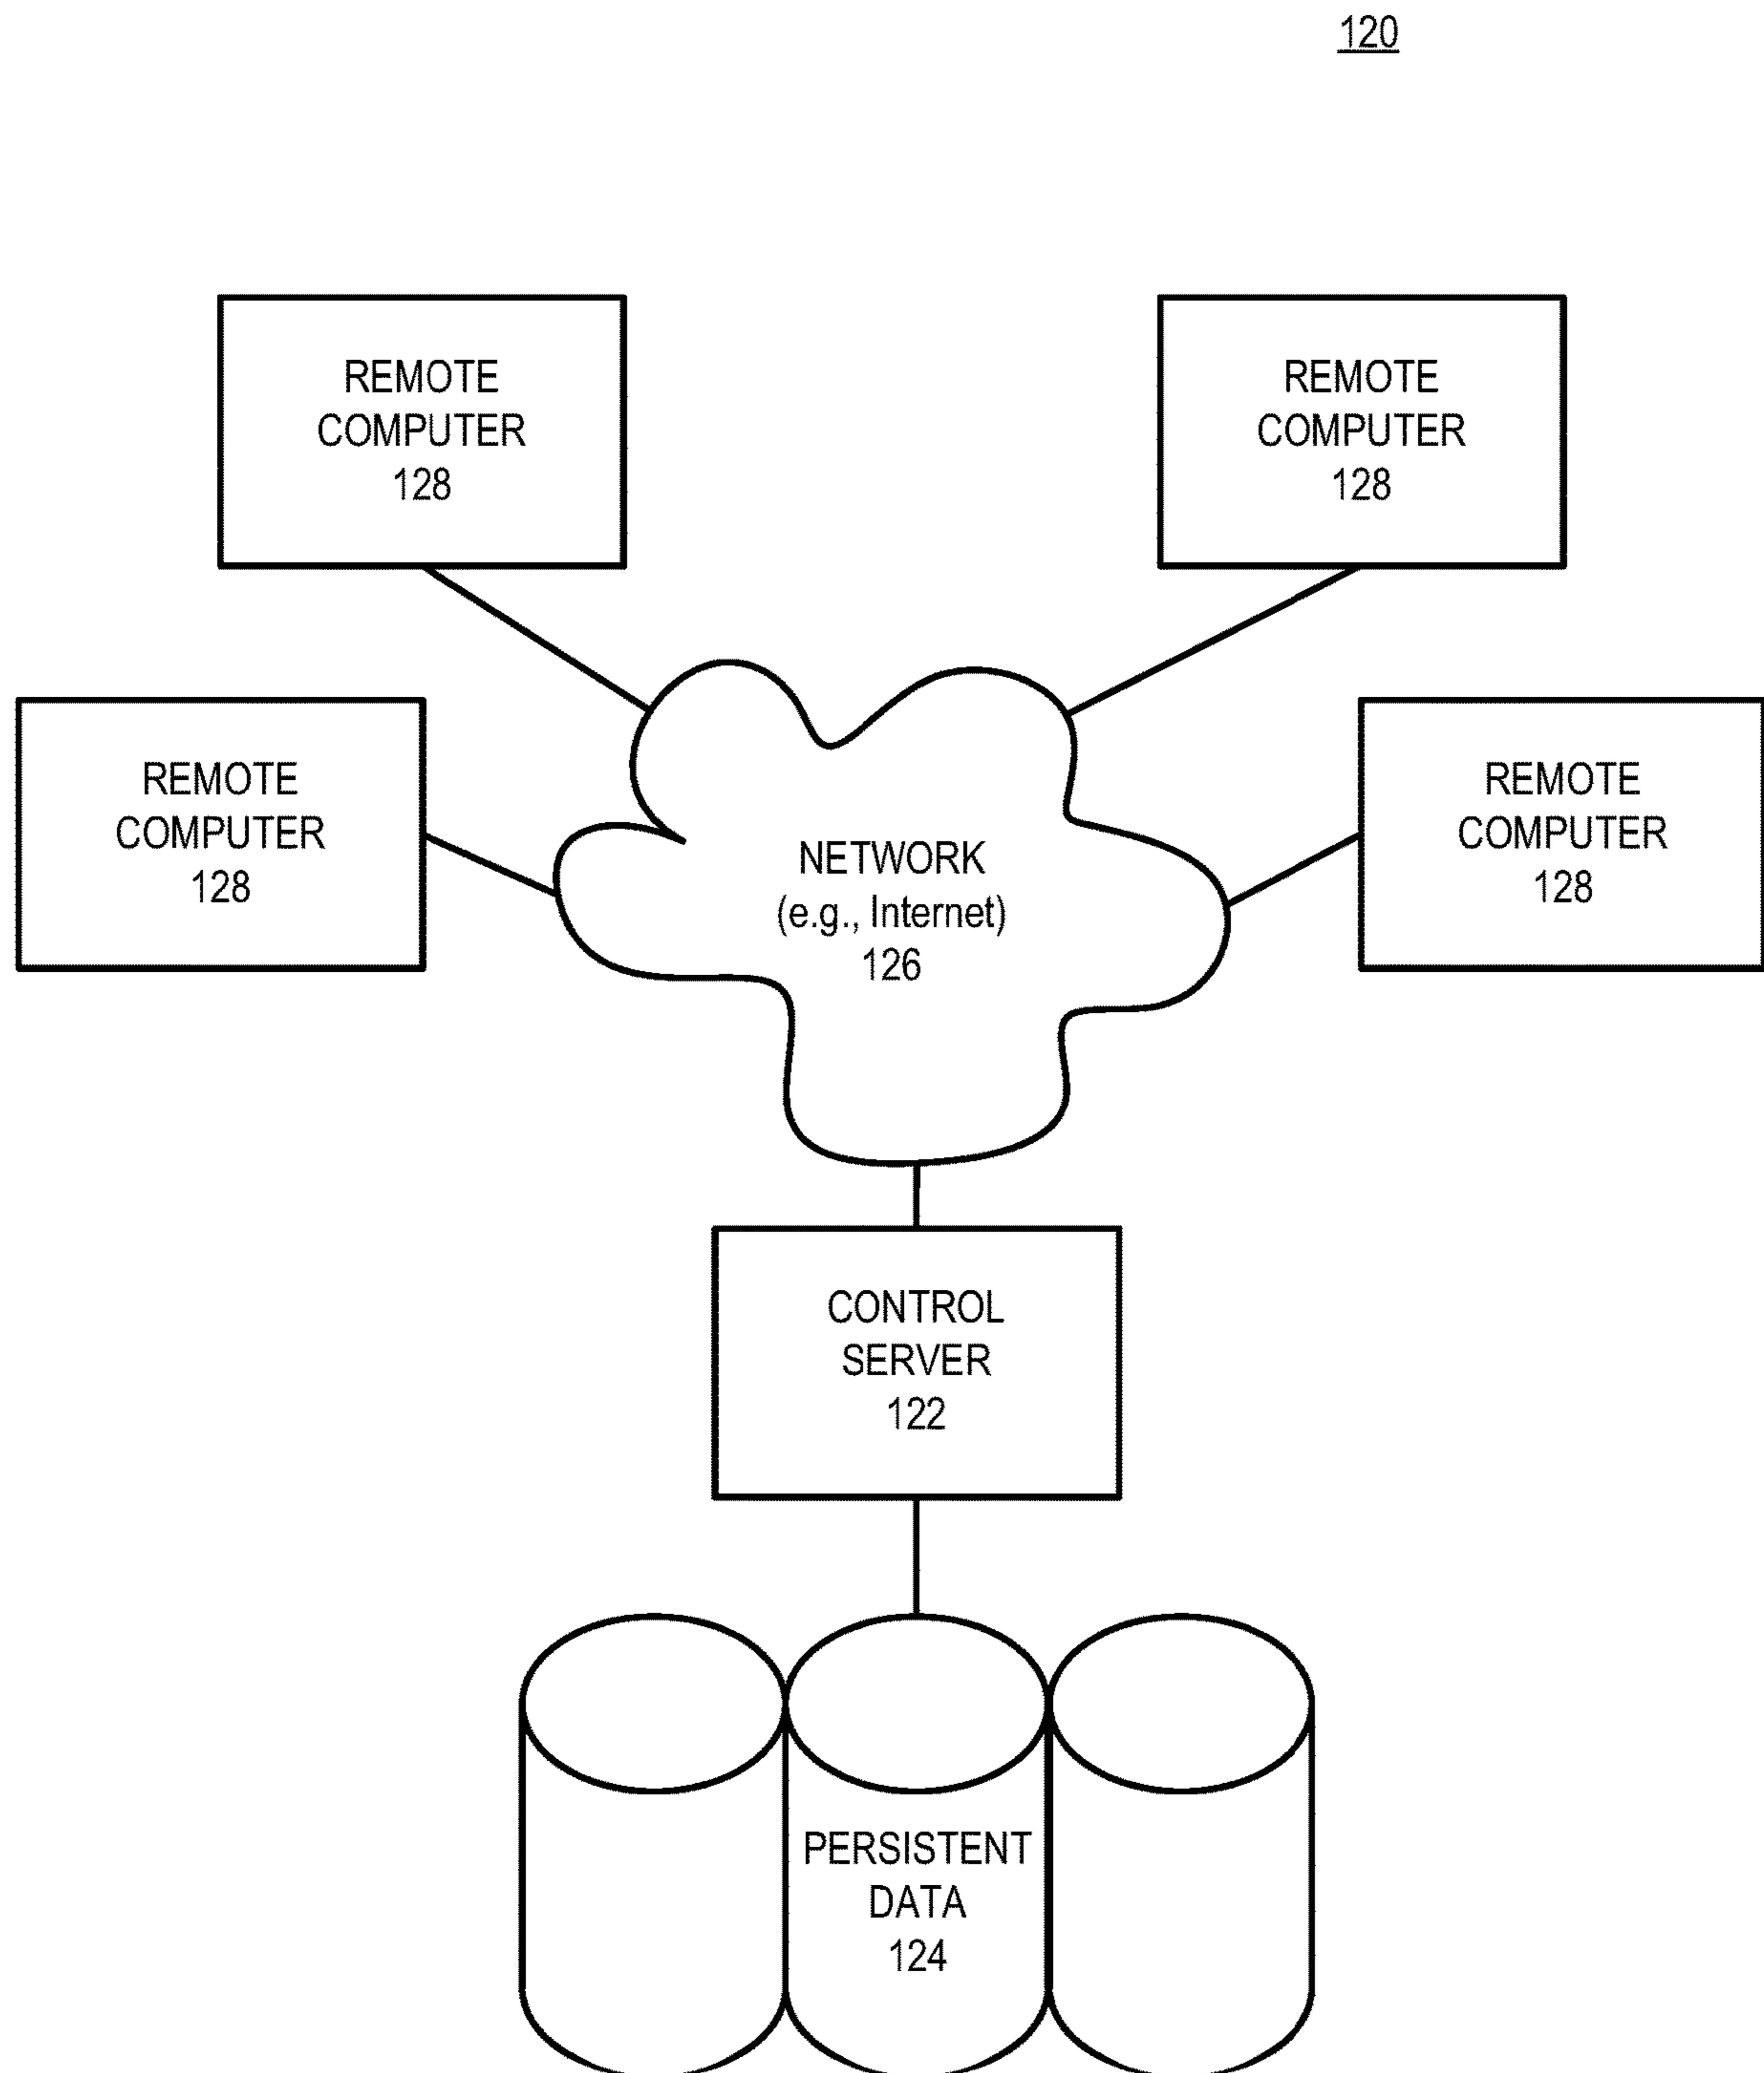 120
REMOTE
COMPUTER
128
REMOTE
COMPUTER
128
REMOTE
COMPUTER
128
NETWORK
(e.g., Internet)
126
REMOTE
COMPUTER
128
CONTROL
SERVER
122
PERSISTENT
DATA
124